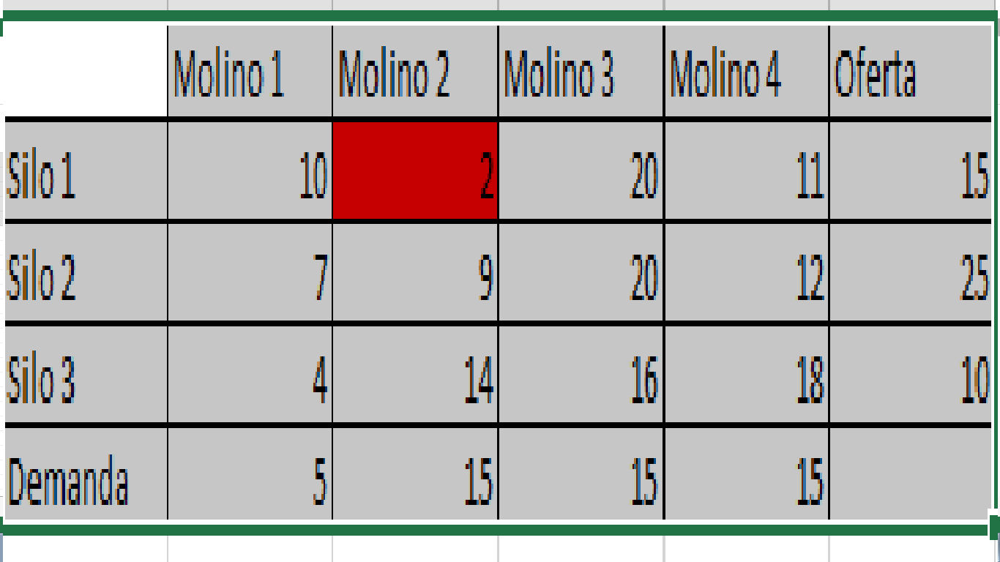 Molino 1 Molino 2 Molino 3 Molino 4 Oferta
Silo 1 10 2 20 11 15
Silo 2 7 9 20 12 25
Silo 3 4 14 16 18 10
Demanda 5 15 15 15